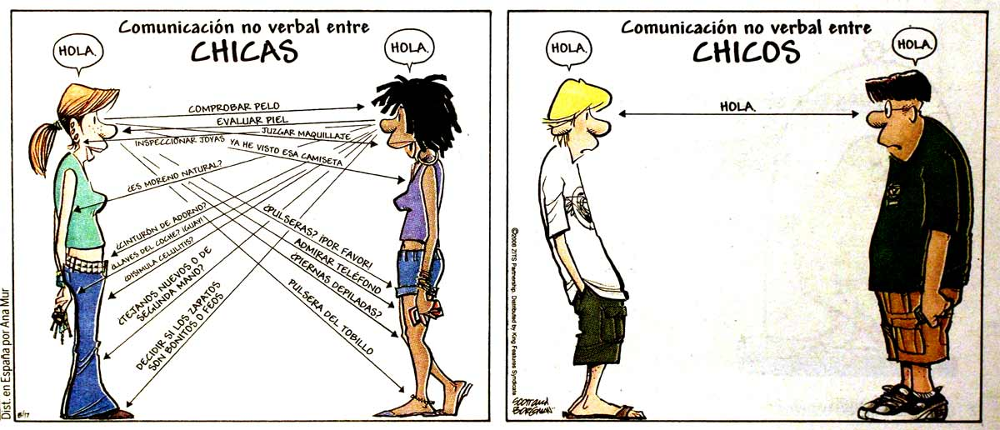 Comunicación no verbal entre
CHICAS
HOLA.
HOLA.
COMPROBAR PELO
EVALUAR PIEL
JUZGAR MAQUILLAJE
INSPECCIONAR JOYAS
YA HE VISTO ESA CAMISETA
¿ES MORENO NATURAL?
¿CINTURÓN DE ADORNO?
¿LLAVES DEL COCHE? ¡GUAY!
¿DISIMULA CELULITIS?
¿TEJANOS NUEVOS O DE
SEGUNDA MANO?
DECIDIR SI LOS ZAPATOS
SON BONITOS O FEOS
¿PULSERAS? ¡POR FAVOR!
ADMIRAR TELÉFONO
¿PIERNAS DEPILADAS?
PULSERA DEL TOBILLO
Dist. en España por Ana Mur
8/17
Comunicación no verbal entre
CHICOS
HOLA.
HOLA.
HOLA.
©2008 ZITS Partnership. Distributed by King Features Syndicate
SCOTT AND
BORGMAN